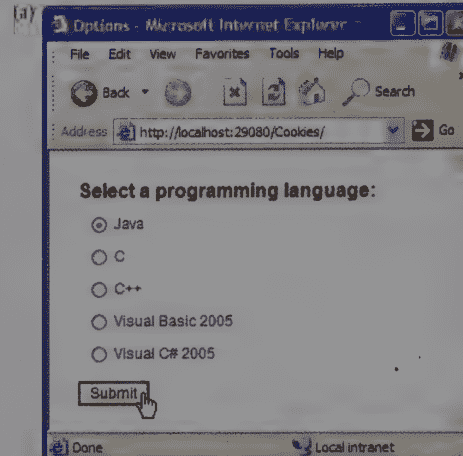 (a)
Options - Microsoft Internet Explorer
File Edit View Favorites Tools Help
Back Search
Address http://localhost:29080/Cookies/ Go
Select a programming language:
Java
C
C++
Visual Basic 2005
Visual C# 2005
Submit
Done Local intranet